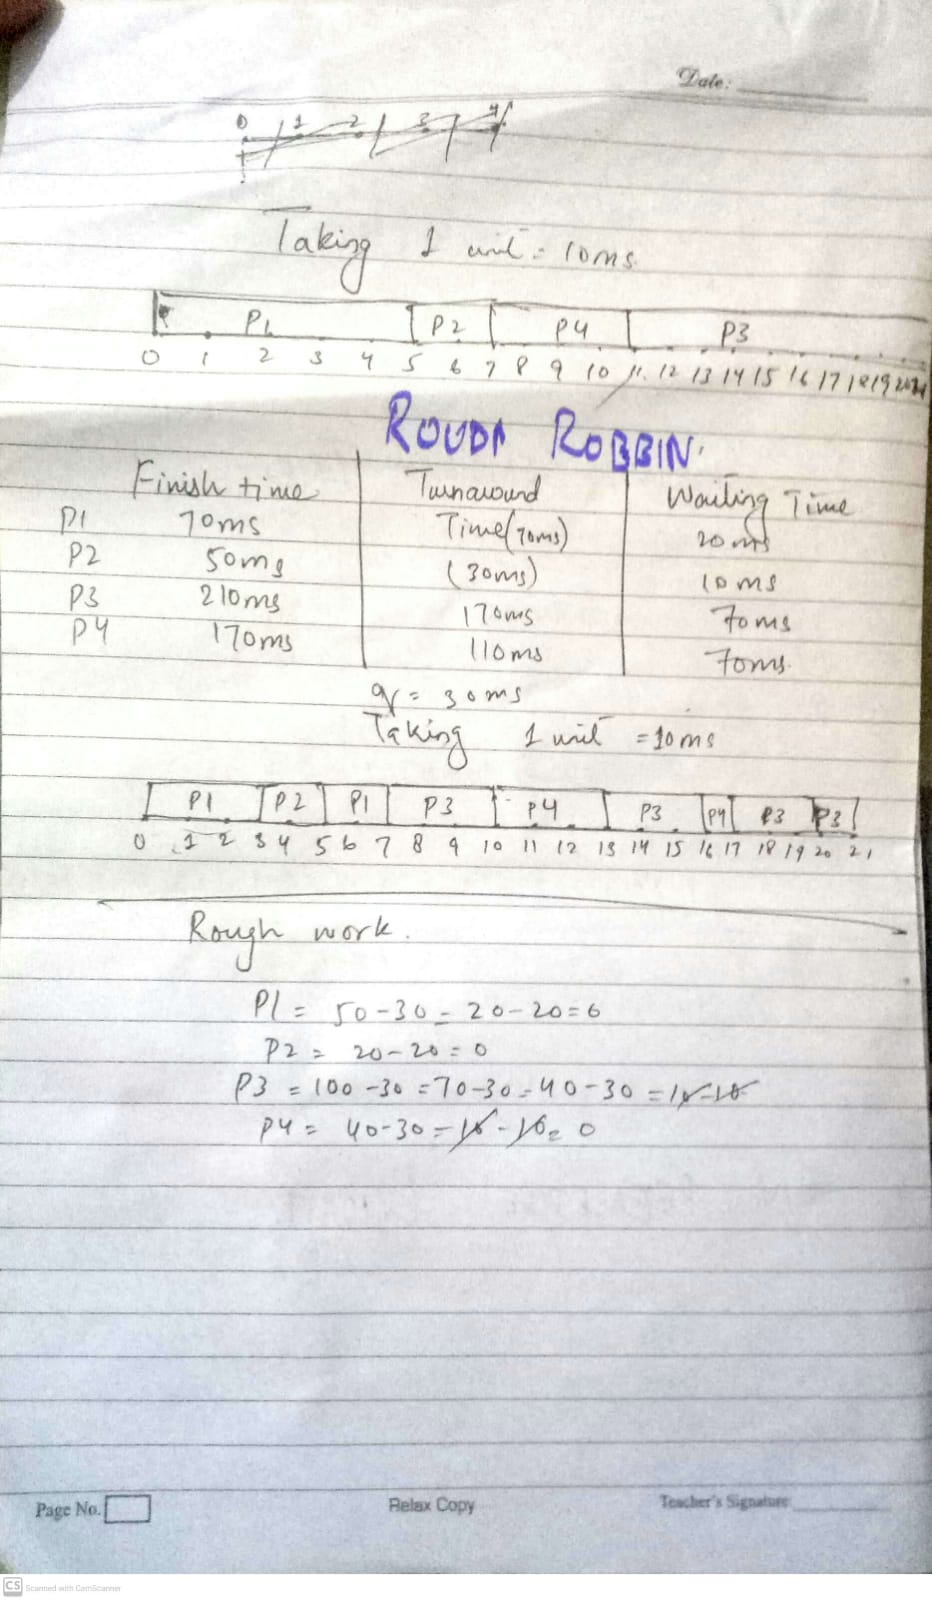 Date:
0 1 2 3 4
Taking 1 unit = 10ms
P1 P2 P4 P3
0 1 2 3 4 5 6 7 8 9 10 11 12 13 14 15 16 17 18 19 20 21
ROUDN ROBBIN.
Finish time Turnaround Time Waiting Time
P1 70ms (70ms) 20 ms
P2 50ms (30ms) 10 ms
P3 210ms 170ms 70ms
P4 170ms 110ms 70ms.
q = 30ms
Taking 1 unit = 10ms
P1 P2 P1 P3 P4 P3 P4 P3 P3
0 1 2 3 4 5 6 7 8 9 10 11 12 13 14 15 16 17 18 19 20 21
Rough work.
P1 = 50-30 = 20-20=0
P2 = 20-20=0
P3 = 100-30 = 70-30 = 40-30 = 10-10
P4 = 40-30 = 10-10 = 0
Page No. Relax Copy Teacher's Signature
CS Scanned with CamScanner